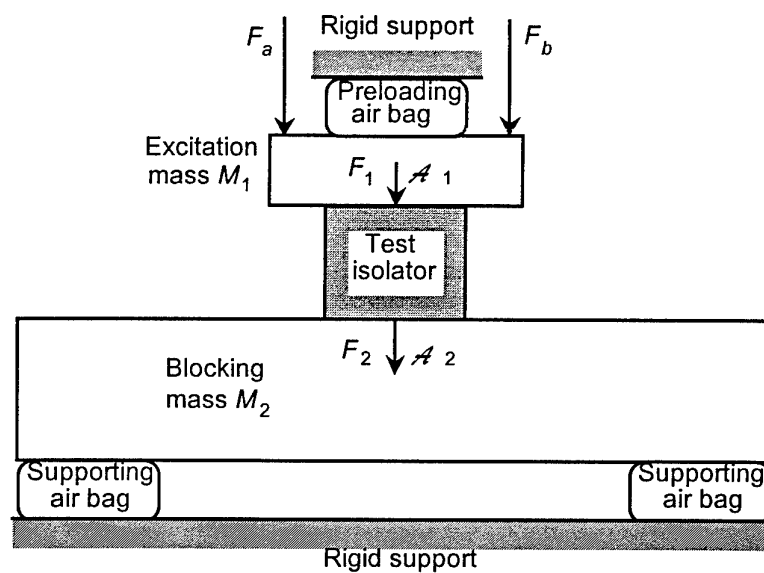 Rigid support
F_a
F_b
Preloading
air bag
Excitation
mass M_1
F_1 𝒜 1
Test
isolator
F_2 𝒜 2
Blocking
mass M_2
Supporting
air bag
Supporting
air bag
Rigid support